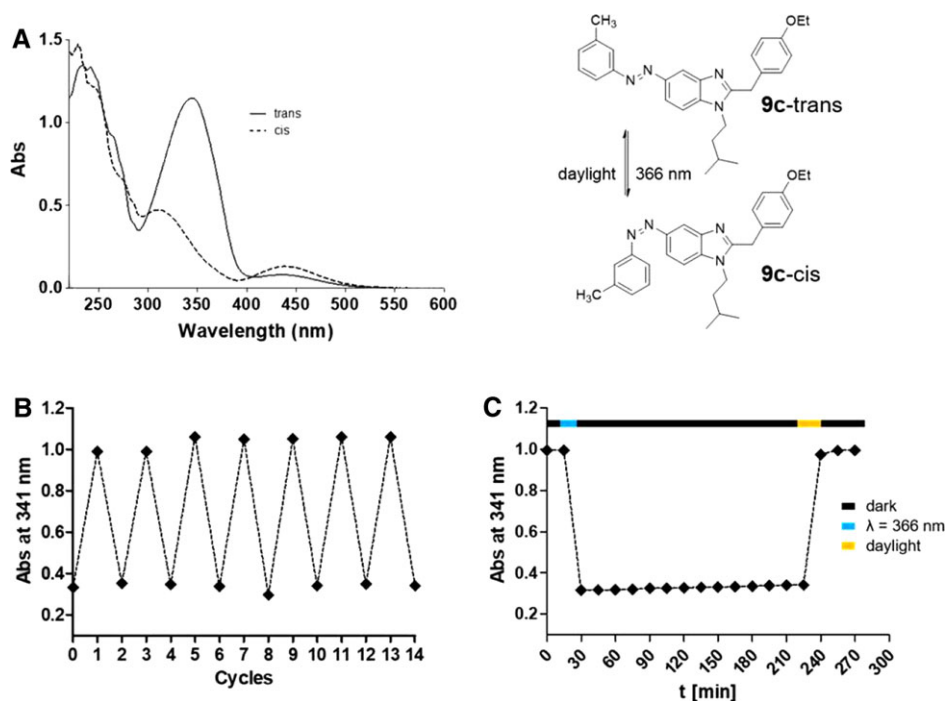 A
Abs
1.5
1.0
0.5
0.0
250 300 350 400 450 500 550 600
Wavelength (nm)
trans
cis
CH3
N
N
N
N
OEt
9c-trans
daylight
366 nm
OEt
N
N
N
N
H3C
9c-cis
B
Abs at 341 nm
1.2
1.0
0.8
0.6
0.4
0.2
0 1 2 3 4 5 6 7 8 9 10 11 12 13 14
Cycles
C
Abs at 341 nm
1.2
1.0
0.8
0.6
0.4
0.2
0 30 60 90 120 150 180 210 240 270 300
t [min]
dark
λ = 366 nm
daylight